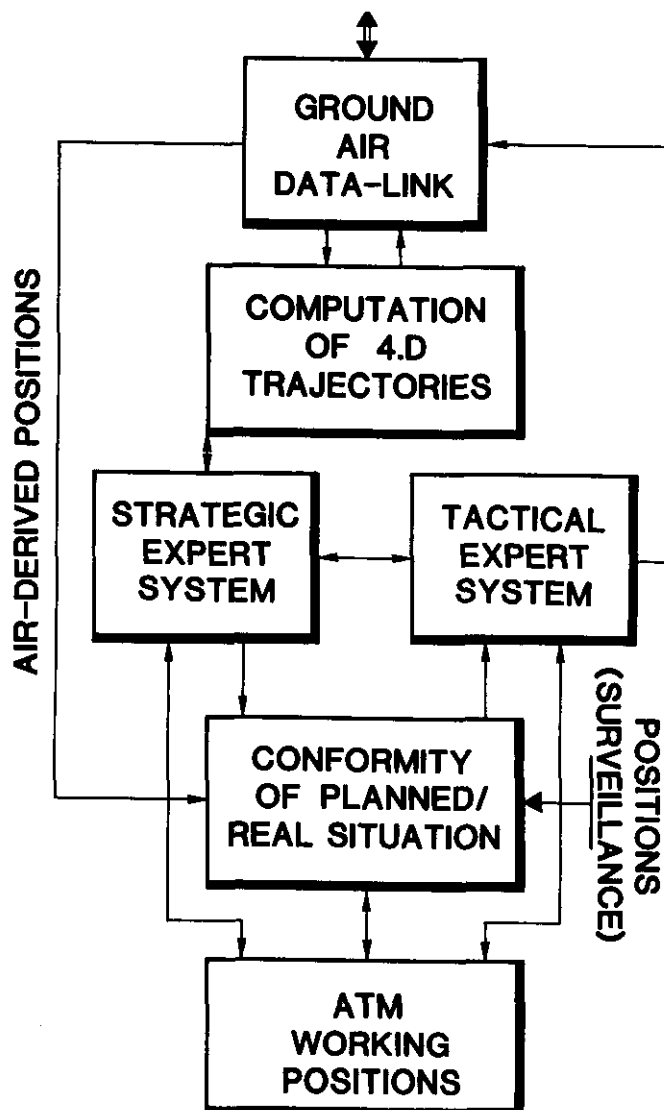 GROUND
AIR
DATA-LINK
COMPUTATION
OF 4.D
TRAJECTORIES
AIR-DERIVED POSITIONS
STRATEGIC
EXPERT
SYSTEM
TACTICAL
EXPERT
SYSTEM
POSITIONS
(SURVEILLANCE)
CONFORMITY
OF PLANNED/
REAL SITUATION
ATM
WORKING
POSITIONS